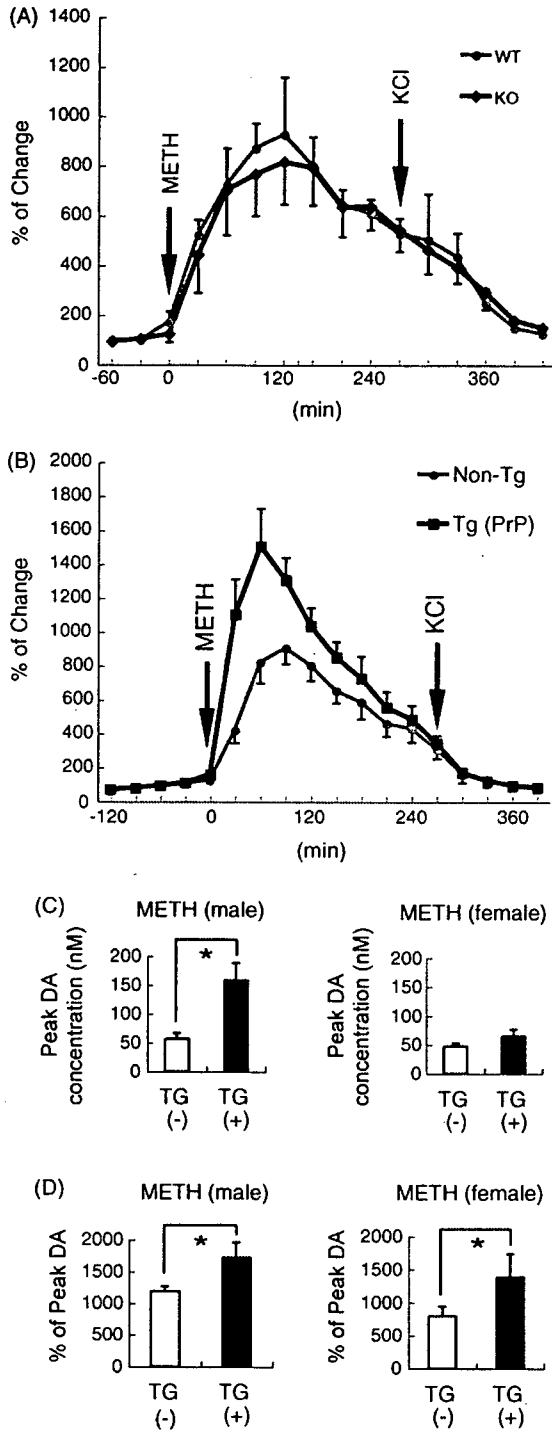 (A)
1400
1200
1000
800
600
400
200
0
% of Change
METH
KCl
WT
KO
-60
0
120
240
360
(min)
(B)
2000
1800
1600
1400
1200
1000
800
600
400
200
0
% of Change
METH
KCl
Non-Tg
Tg (PrP)
-120
0
120
240
360
(min)
(C)
METH (male)
Peak DA
concentration (nM)
200
150
100
50
0
*
TG
(-)
TG
(+)
METH (female)
Peak DA
concentration (nM)
200
150
100
50
0
TG
(-)
TG
(+)
(D)
METH (male)
% of Peak DA
2000
1500
1000
500
0
*
TG
(-)
TG
(+)
METH (female)
% of Peak DA
2000
1500
1000
500
0
*
TG
(-)
TG
(+)